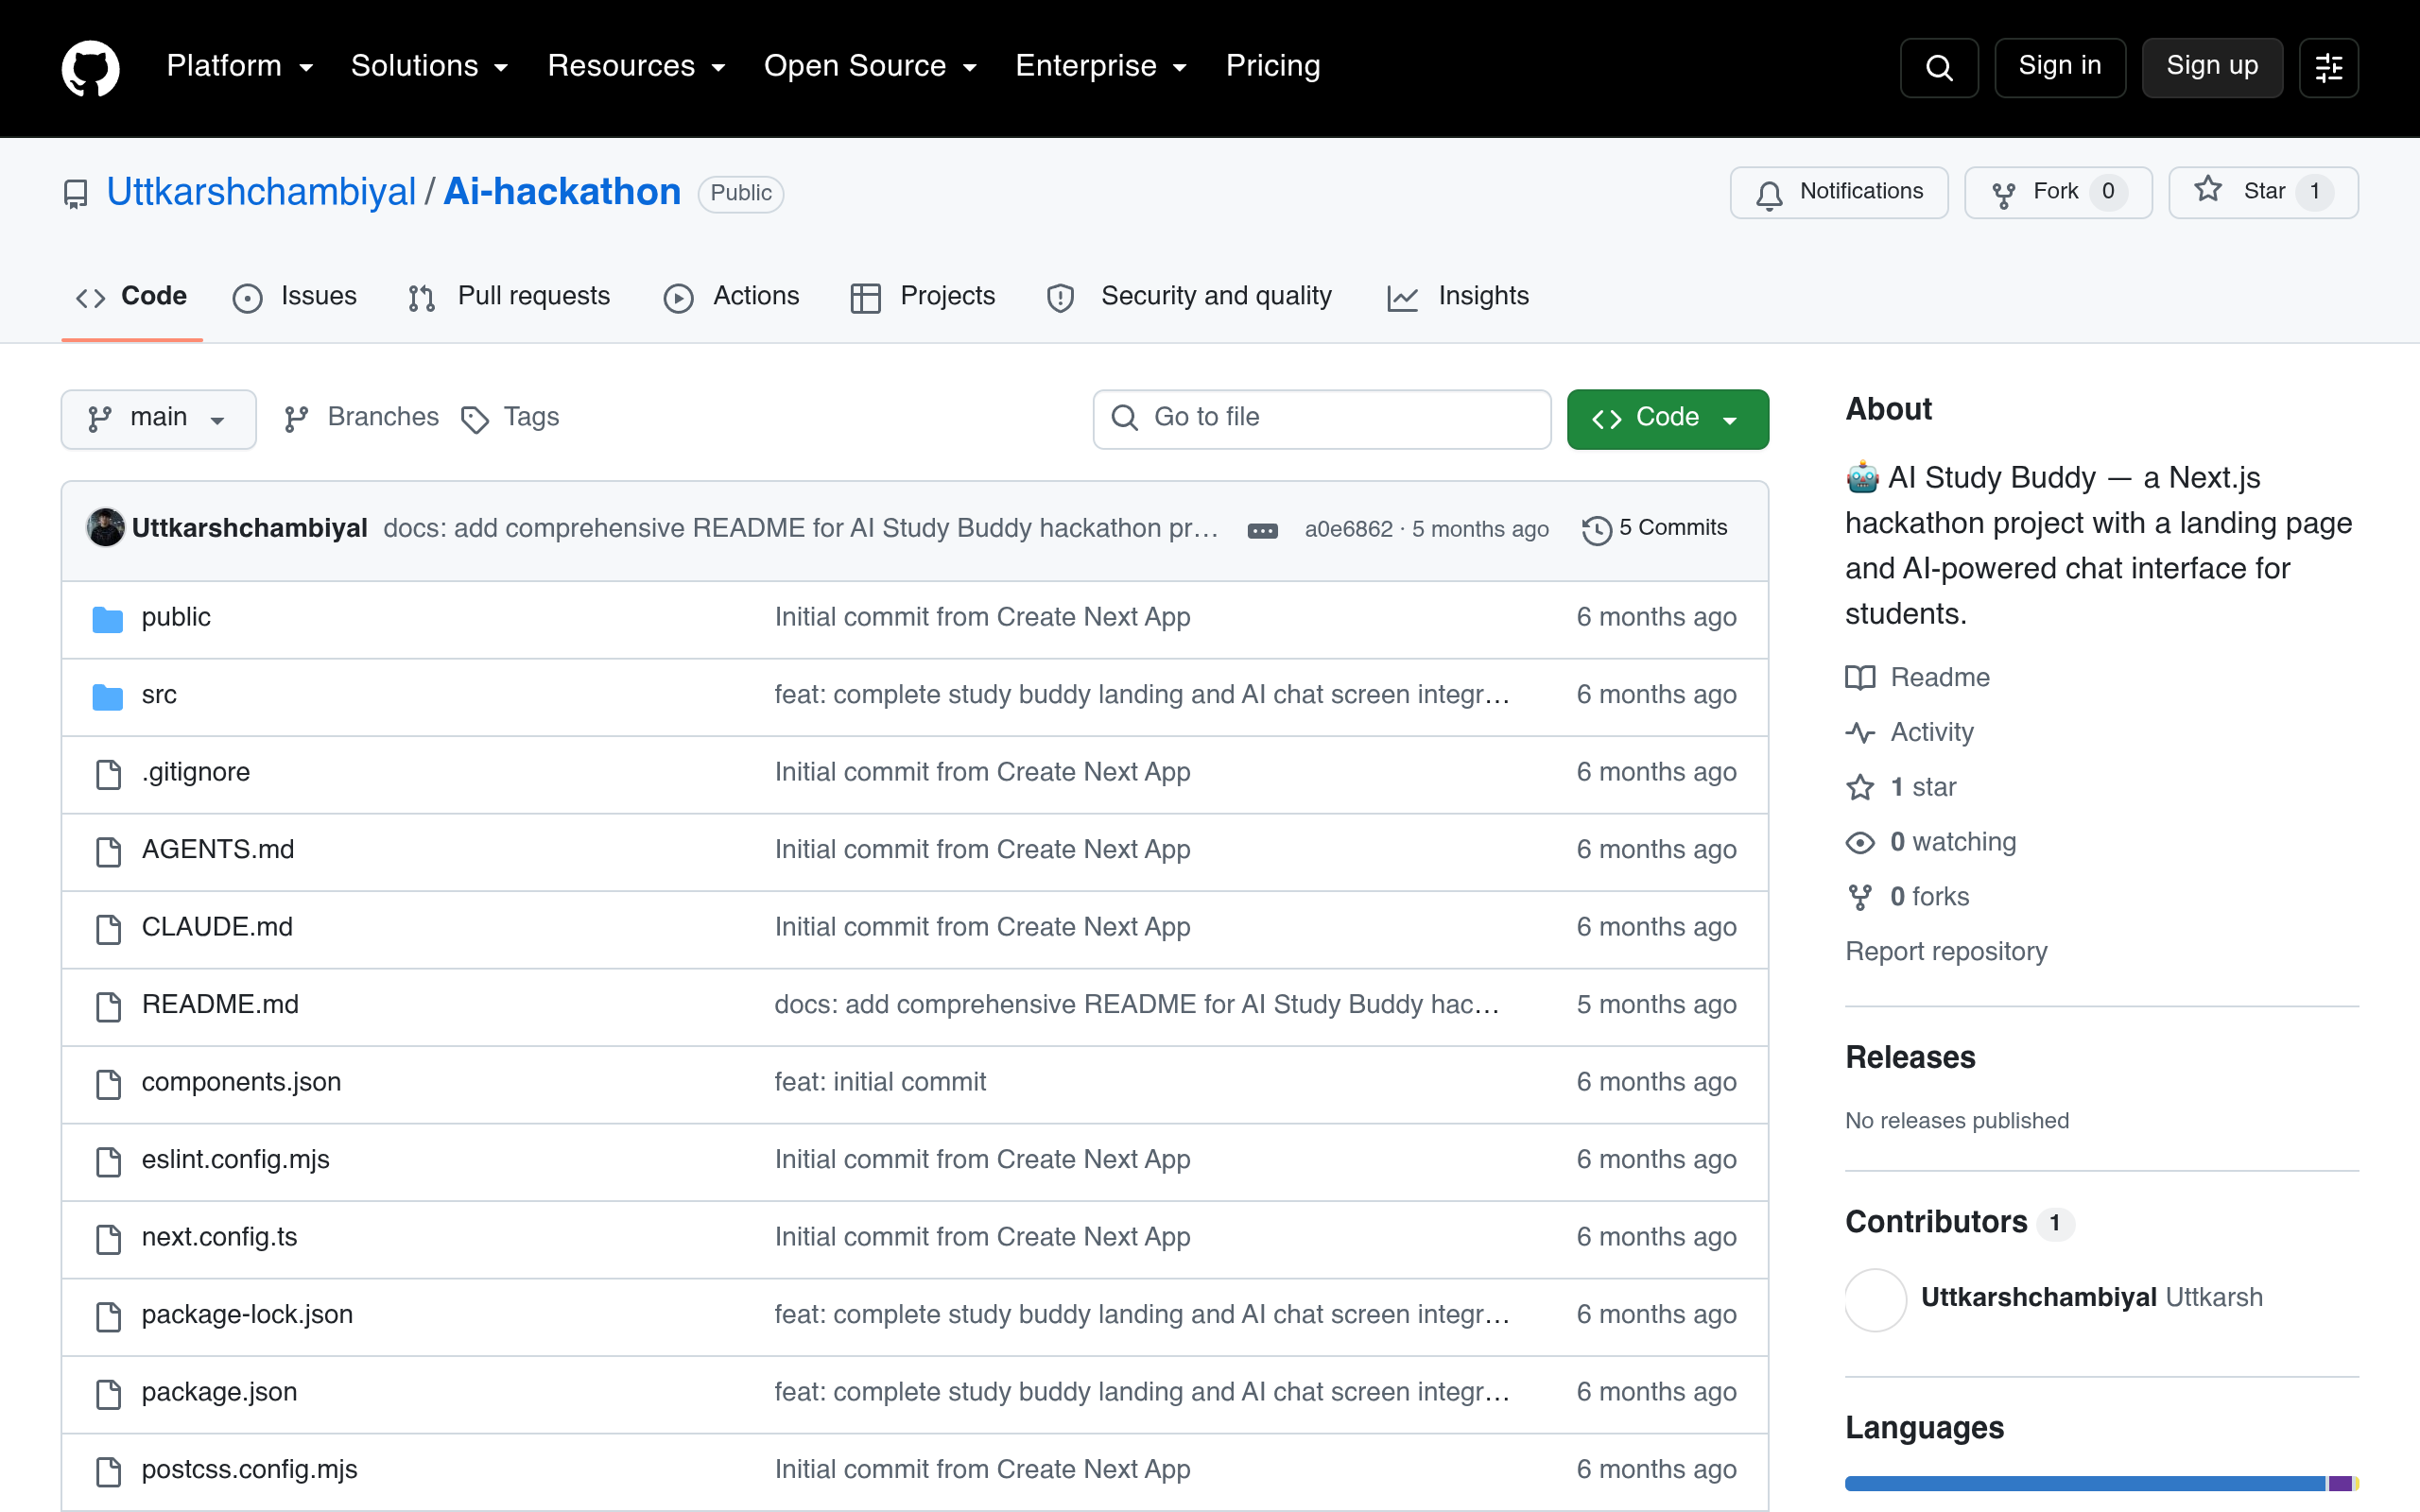 Platform Solutions Resources Open Source Enterprise Pricing Sign in Sign up
Uttkarshchambiyal / Ai-hackathon Public Notifications Fork 0 Star 1
Code Issues Pull requests Actions Projects Security and quality Insights
main Branches Tags Go to file Code
Uttkarshchambiyal docs: add comprehensive README for AI Study Buddy hackathon pr… a0e6862 · 5 months ago 5 Commits
public Initial commit from Create Next App 6 months ago
src feat: complete study buddy landing and AI chat screen integr… 6 months ago
.gitignore Initial commit from Create Next App 6 months ago
AGENTS.md Initial commit from Create Next App 6 months ago
CLAUDE.md Initial commit from Create Next App 6 months ago
README.md docs: add comprehensive README for AI Study Buddy hac… 5 months ago
components.json feat: initial commit 6 months ago
eslint.config.mjs Initial commit from Create Next App 6 months ago
next.config.ts Initial commit from Create Next App 6 months ago
package-lock.json feat: complete study buddy landing and AI chat screen integr… 6 months ago
package.json feat: complete study buddy landing and AI chat screen integr… 6 months ago
postcss.config.mjs Initial commit from Create Next App 6 months ago
About
🤖 AI Study Buddy — a Next.js
hackathon project with a landing page
and AI-powered chat interface for
students.
Readme
Activity
1 star
0 watching
0 forks
Report repository
Releases
No releases published
Contributors 1
Uttkarshchambiyal Uttkarsh
Languages